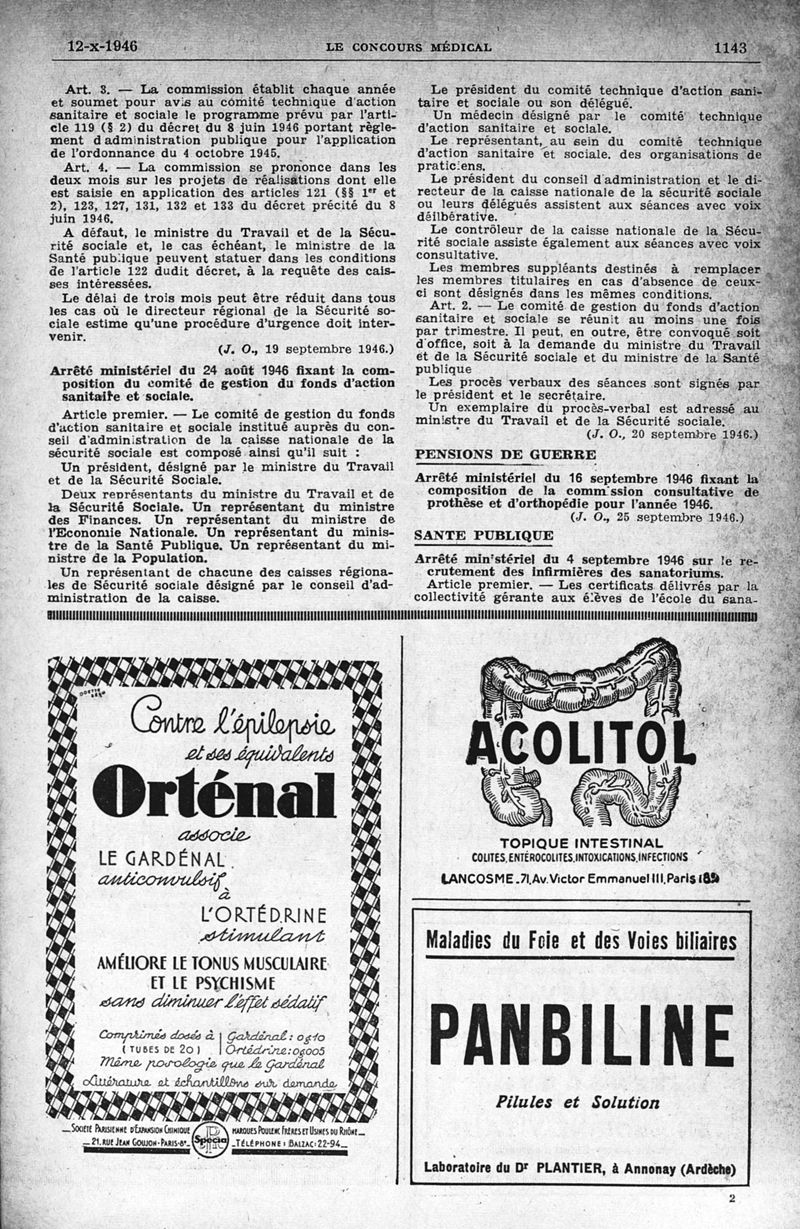 12-x-1946
LE CONCOURS MÉDICAL
1143
Art. 3. — La commission établit chaque année
et soumet pour avis au comité technique d'action
sanitaire et sociale le programme prévu par l'arti-
cle 119 (§ 2) du décret du 8 juin 1946 portant règle-
ment d'administration publique pour l'application
de l'ordonnance du 4 octobre 1945.
Art. 4. — La commission se prononce dans les
deux mois sur les projets de réalisations dont elle
est saisie en application des articles 121 (§§ 1er et
2), 123, 127, 131, 132 et 133 du décret précité du 8
juin 1946.
A défaut, le ministre du Travail et de la Sécu-
rité sociale et, le cas échéant, le ministre de la
Santé publique peuvent statuer dans les conditions
de l'article 122 dudit décret, à la requête des cais-
ses intéressées.
Le délai de trois mois peut être réduit dans tous
les cas où le directeur régional de la Sécurité so-
ciale estime qu'une procédure d'urgence doit inter-
venir.
(J. O., 19 septembre 1946.)
Arrêté ministériel du 24 août 1946 fixant la com-
position du comité de gestion du fonds d'action
sanitaire et sociale.
Article premier. — Le comité de gestion du fonds
d'action sanitaire et sociale institué auprès du con-
seil d'administration de la caisse nationale de la
sécurité sociale est composé ainsi qu'il suit :
Un président, désigné par le ministre du Travail
et de la Sécurité Sociale.
Deux représentants du ministre du Travail et de
la Sécurité Sociale. Un représentant du ministre
des Finances. Un représentant du ministre de
l'Economie Nationale. Un représentant du minis-
tre de la Santé Publique. Un représentant du mi-
nistre de la Population.
Un représentant de chacune des caisses régiona-
les de Sécurité sociale désigné par le conseil d'ad-
ministration de la caisse.
Le président du comité technique d'action sani-
taire et sociale ou son délégué.
Un médecin désigné par le comité technique
d'action sanitaire et sociale.
Le représentant, au sein du comité technique
d'action sanitaire et sociale, des organisations de
praticiens.
Le président du conseil d'administration et le di-
recteur de la caisse nationale de la sécurité sociale
ou leurs délégués assistent aux séances avec voix
délibérative.
Le contrôleur de la caisse nationale de la Sécu-
rité sociale assiste également aux séances avec voix
consultative.
Les membres suppléants destinés à remplacer
les membres titulaires en cas d'absence de ceux-
ci sont désignés dans les mêmes conditions.
Art. 2. — Le comité de gestion du fonds d'action
sanitaire et sociale se réunit au moins une fois
par trimestre. Il peut, en outre, être convoqué soit
d'office, soit à la demande du ministre du Travail
et de la Sécurité sociale et du ministre de la Santé
publique
Les procès verbaux des séances sont signés par
le président et le secrétaire.
Un exemplaire du procès-verbal est adressé au
ministre du Travail et de la Sécurité sociale.
(J. O., 20 septembre 1946.)
PENSIONS DE GUERRE
Arrêté ministériel du 16 septembre 1946 fixant la
composition de la commission consultative de
prothèse et d'orthopédie pour l'année 1946.
(J. O., 25 septembre 1946.)
SANTE PUBLIQUE
Arrêté ministériel du 4 septembre 1946 sur le re-
crutement des infirmières des sanatoriums.
Article premier. — Les certificats délivrés par la
collectivité gérante aux élèves de l'école du sana-
Contre l'épilepsie
et ses équivalents
Orténal
associe
LE GARDÉNAL
anticonvulsif
à
L'ORTÉDRINE
stimulant
AMÉLIORE LE TONUS MUSCULAIRE
ET LE PSYCHISME
sans diminuer l'effet sédatif
Comprimés dosés à Gardénal : 0g10
(TUBES DE 20) Ortédrine : 0g005
Même posologie que le Gardénal
Littérature et échantillons sur demande
SOCIÉTÉ PARISIENNE D'EXPANSION CHIMIQUE
Specia
MARQUES POULENC FRÈRES ET USINES DU RHÔNE
21, RUE JEAN GOUJON - PARIS-8e
TÉLÉPHONE : BALZAC : 22-94
ACOLITOL
TOPIQUE INTESTINAL
COLITES, ENTÉROCOLITES, INTOXICATIONS, INFECTIONS
LANCOSME _ 71, Av. Victor Emmanuel III, Paris (8e)
Maladies du Foie et des Voies biliaires
PANBILINE
Pilules et Solution
Laboratoire du Dr PLANTIER, à Annonay (Ardèche)
2